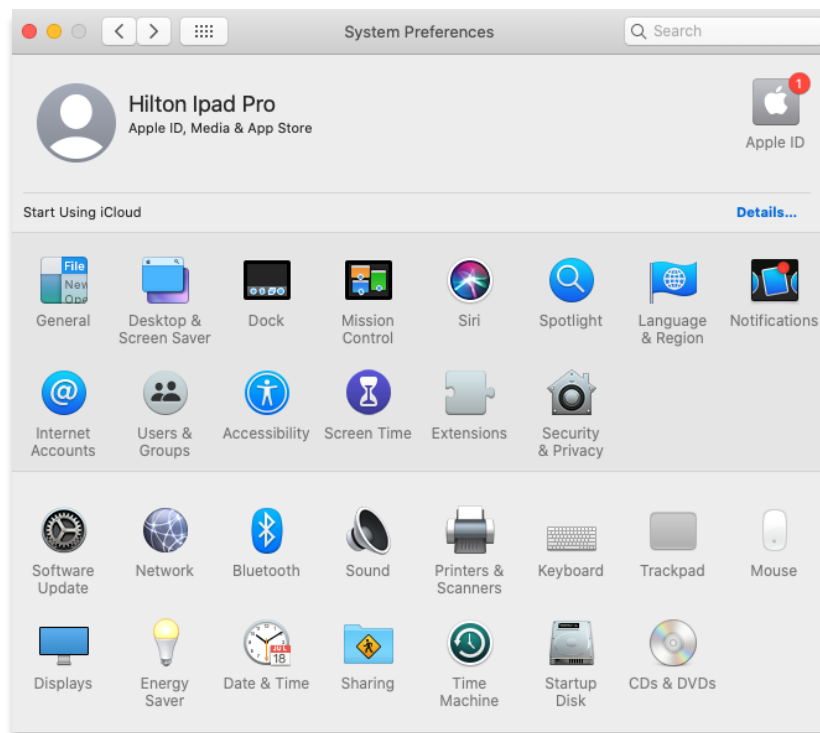 System Preferences
Search
Hilton Ipad Pro
Apple ID, Media & App Store
1
Apple ID
Start Using iCloud
Details...
File
New
Ope
General
Desktop &
Screen Saver
Dock
Mission
Control
Siri
Spotlight
Language
& Region
Notifications
Internet
Accounts
Users &
Groups
Accessibility
Screen Time
Extensions
Security
& Privacy
Software
Update
Network
Bluetooth
Sound
Printers &
Scanners
Keyboard
Trackpad
Mouse
Displays
Energy
Saver
JUL
18
Date & Time
Sharing
Time
Machine
Startup
Disk
CDs & DVDs